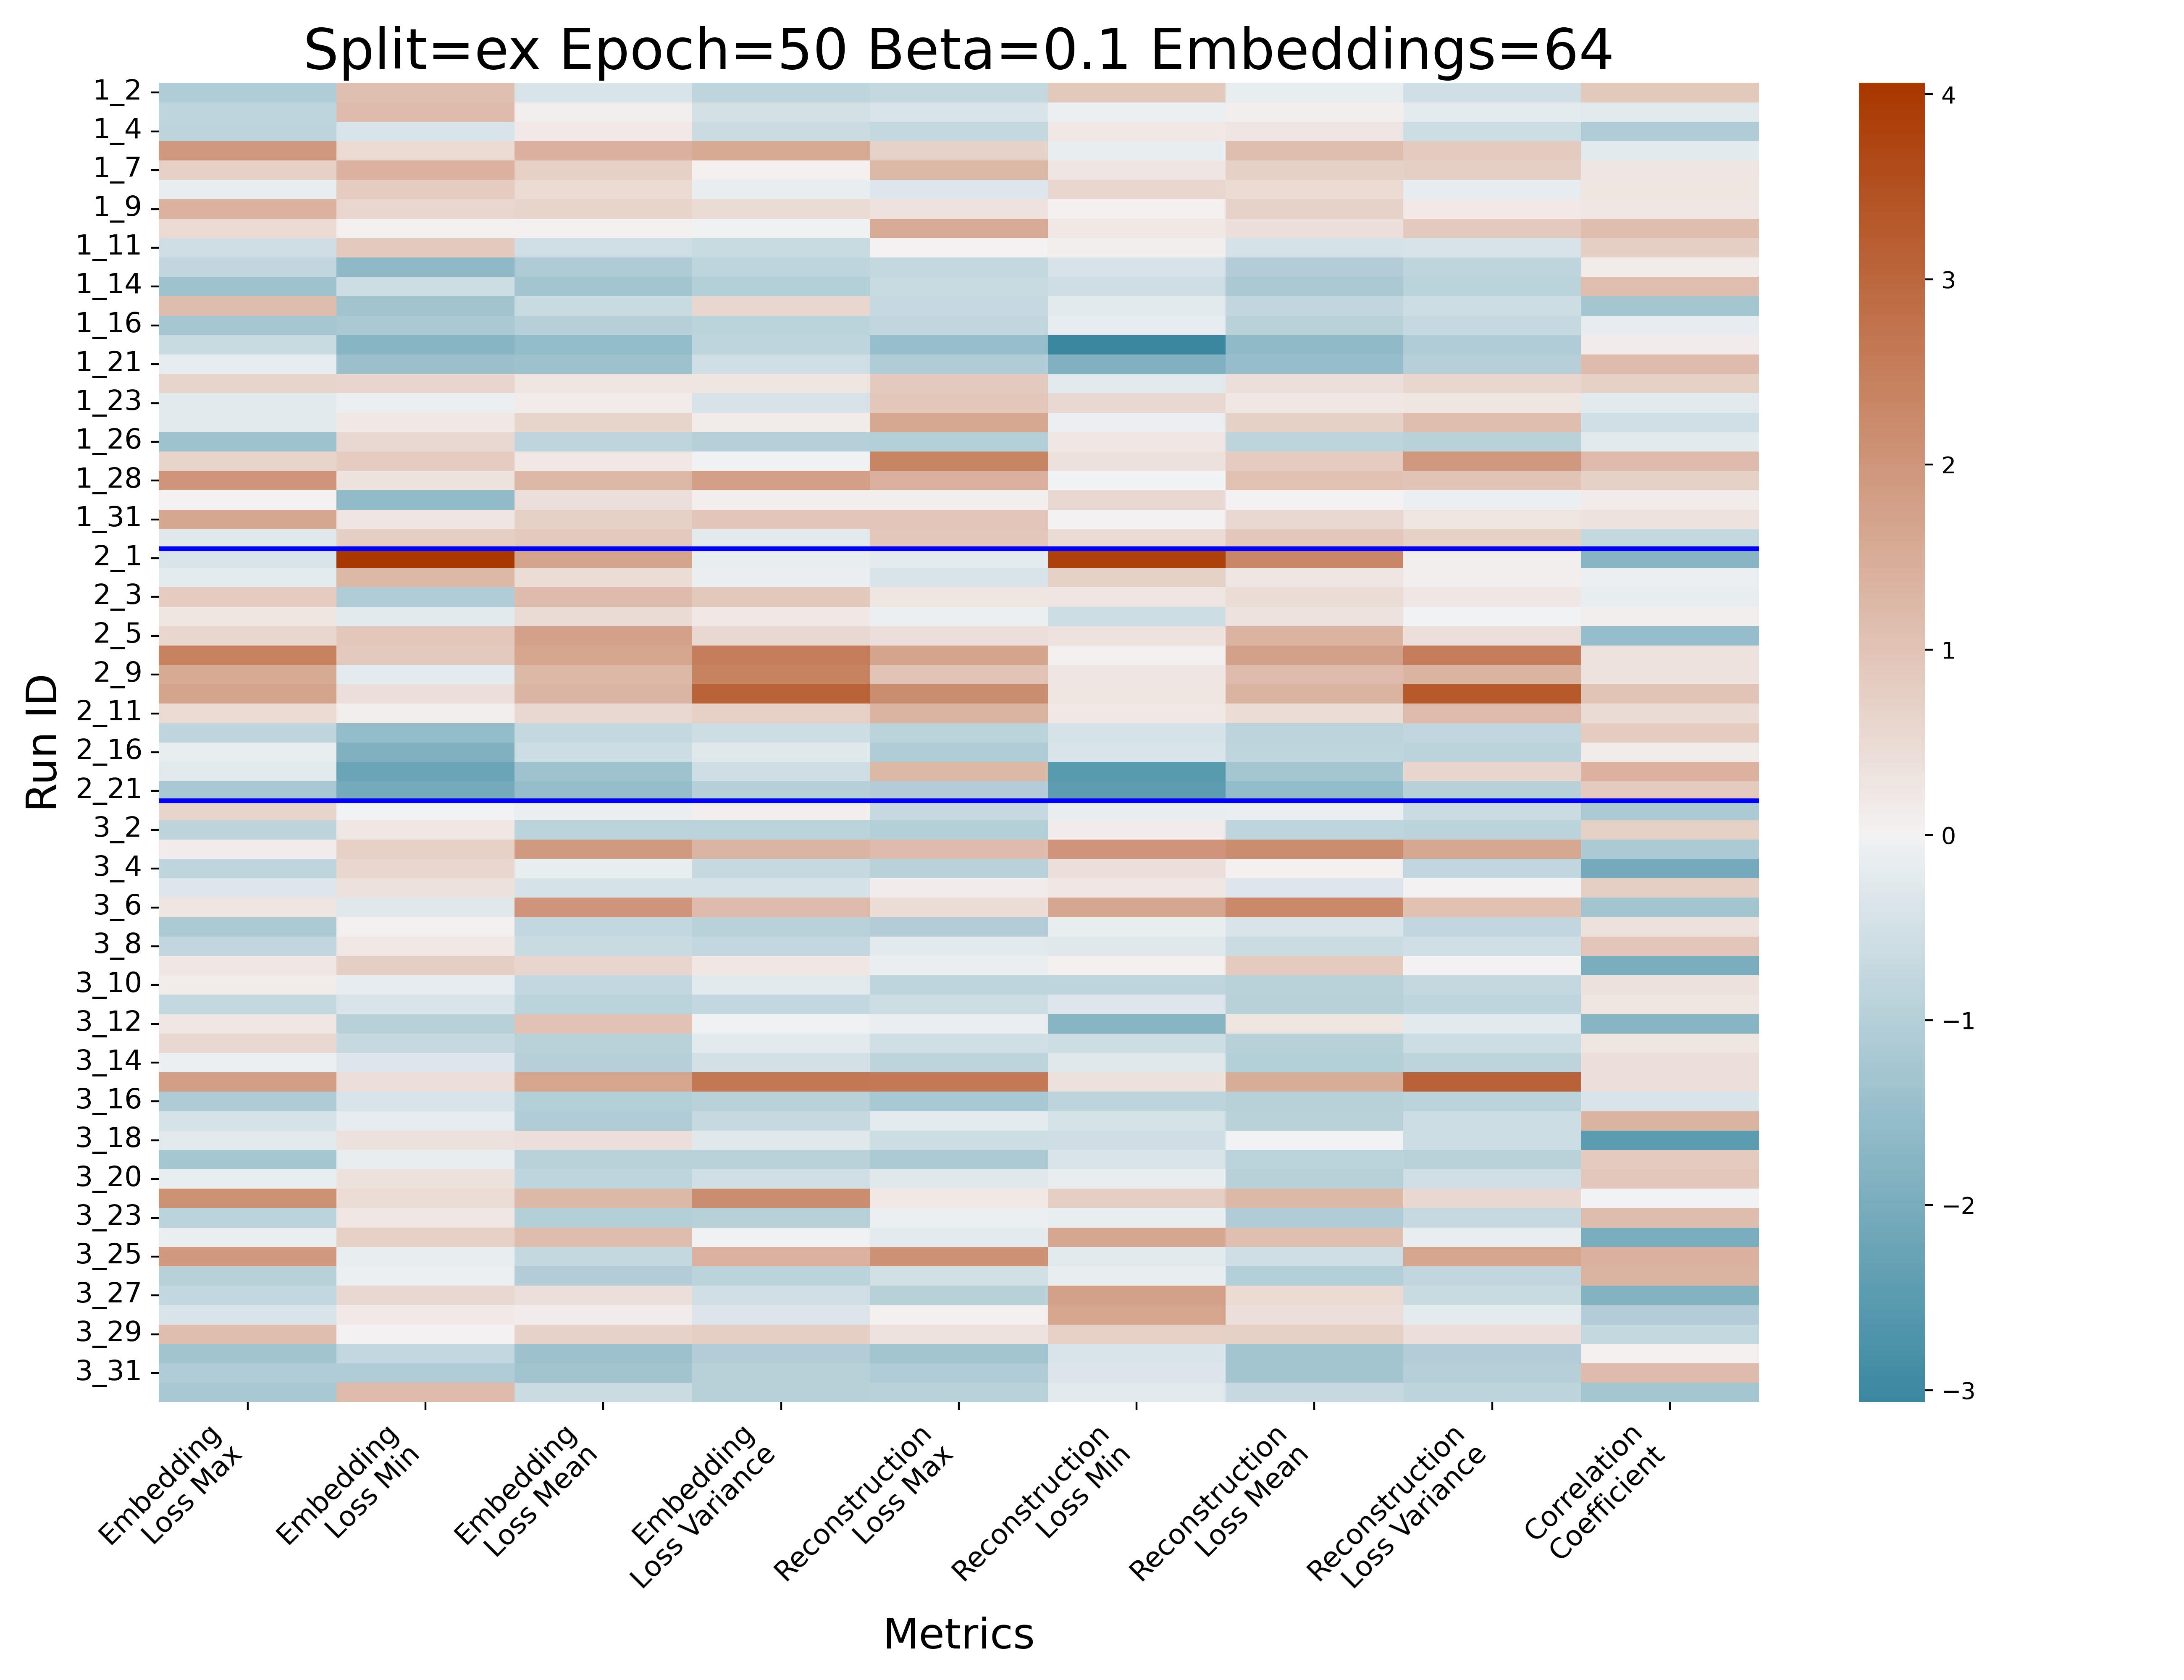 Split=ex Epoch=50 Beta=0.1 Embeddings=64
Run ID
1_2
1_4
1_7
1_9
1_11
1_14
1_16
1_21
1_23
1_26
1_28
1_31
2_1
2_3
2_5
2_9
2_11
2_16
2_21
3_2
3_4
3_6
3_8
3_10
3_12
3_14
3_16
3_18
3_20
3_23
3_25
3_27
3_29
3_31
4
3
2
1
0
−1
−2
−3
Embedding
Loss Max
Embedding
Loss Min
Embedding
Loss Mean
Embedding
Loss Variance
Reconstruction
Loss Max
Reconstruction
Loss Min
Reconstruction
Loss Mean
Reconstruction
Loss Variance
Correlation
Coefficient
Metrics